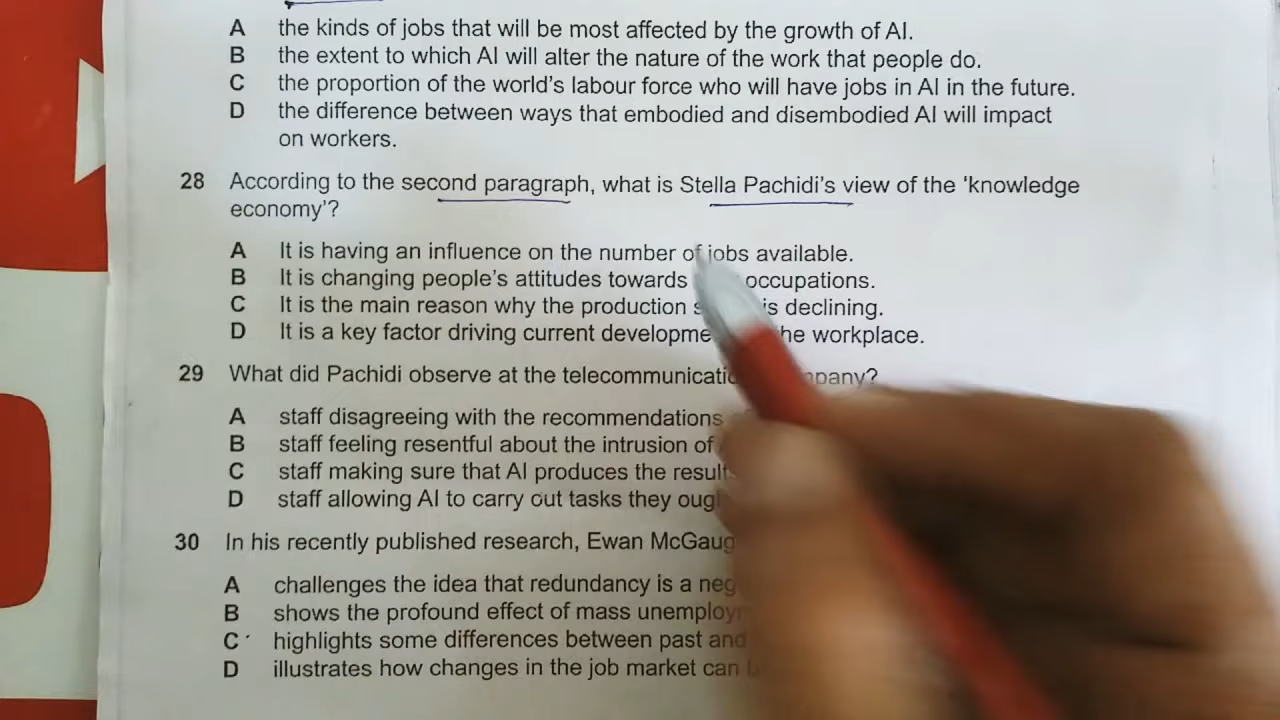 A the kinds of jobs that will be most affected by the growth of AI.
B the extent to which AI will alter the nature of the work that people do.
C the proportion of the world's labour force who will have jobs in AI in the future.
D the difference between ways that embodied and disembodied AI will impact
on workers.
28 According to the second paragraph, what is Stella Pachidi's view of the 'knowledge
economy'?
A It is having an influence on the number of jobs available.
B It is changing people's attitudes towards occupations.
C It is the main reason why the production is declining.
D It is a key factor driving current the workplace.
29 What did Pachidi observe at the
A staff disagreeing with the recommendations
B staff feeling resentful about the intrusion of
C staff making sure that AI produces the
D staff allowing AI to carry out tasks they
30 In his recently published research, Ewan
A challenges the idea that redundancy is a
B shows the profound effect of mass
C highlights some differences between past and
D illustrates how changes in the job market can